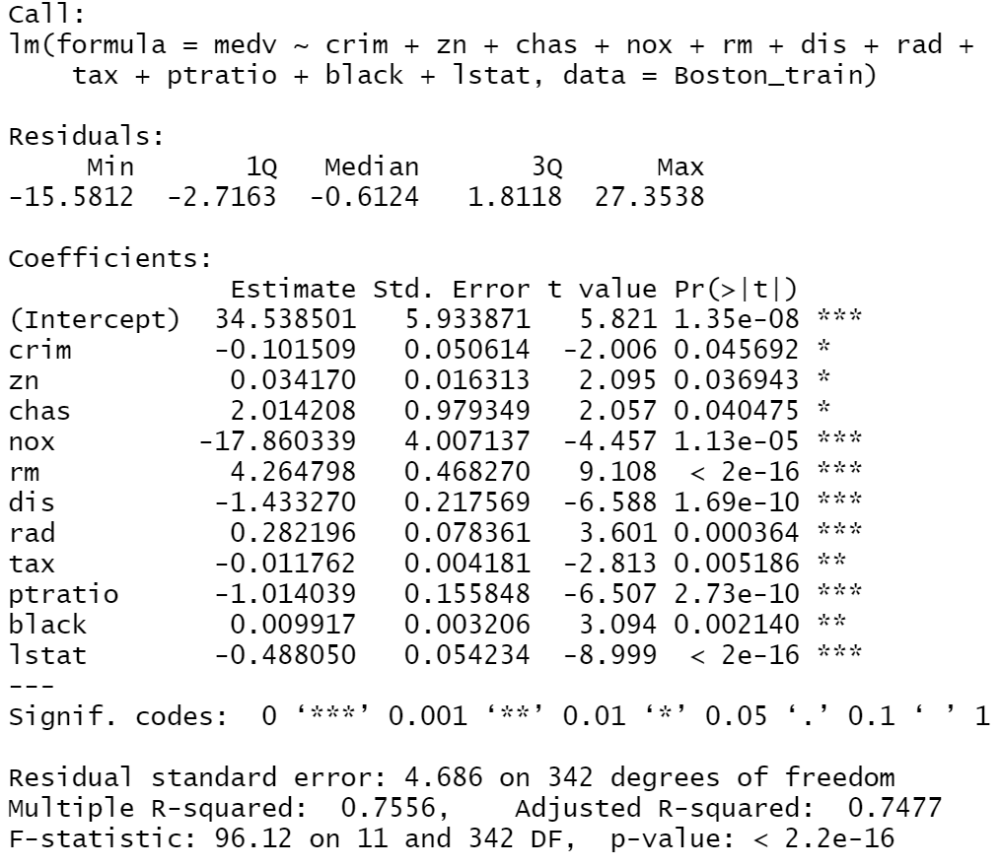 Call:
lm(formula = medv ~ crim + zn + chas + nox + rm + dis + rad +
    tax + ptratio + black + lstat, data = Boston_train)

Residuals:
     Min       1Q   Median       3Q      Max
-15.5812  -2.7163  -0.6124   1.8118  27.3538

Coefficients:
              Estimate Std. Error t value Pr(>|t|)
(Intercept)  34.538501   5.933871   5.821 1.35e-08 ***
crim         -0.101509   0.050614  -2.006 0.045692 *
zn            0.034170   0.016313   2.095 0.036943 *
chas          2.014208   0.979349   2.057 0.040475 *
nox         -17.860339   4.007137  -4.457 1.13e-05 ***
rm            4.264798   0.468270   9.108  < 2e-16 ***
dis          -1.433270   0.217569  -6.588 1.69e-10 ***
rad           0.282196   0.078361   3.601 0.000364 ***
tax          -0.011762   0.004181  -2.813 0.005186 **
ptratio      -1.014039   0.155848  -6.507 2.73e-10 ***
black         0.009917   0.003206   3.094 0.002140 **
lstat        -0.488050   0.054234  -8.999  < 2e-16 ***
---
Signif. codes:  0 ‘***’ 0.001 ‘**’ 0.01 ‘*’ 0.05 ‘.’ 0.1 ‘ ’ 1

Residual standard error: 4.686 on 342 degrees of freedom
Multiple R-squared:  0.7556,    Adjusted R-squared:  0.7477
F-statistic: 96.12 on 11 and 342 DF,  p-value: < 2.2e-16